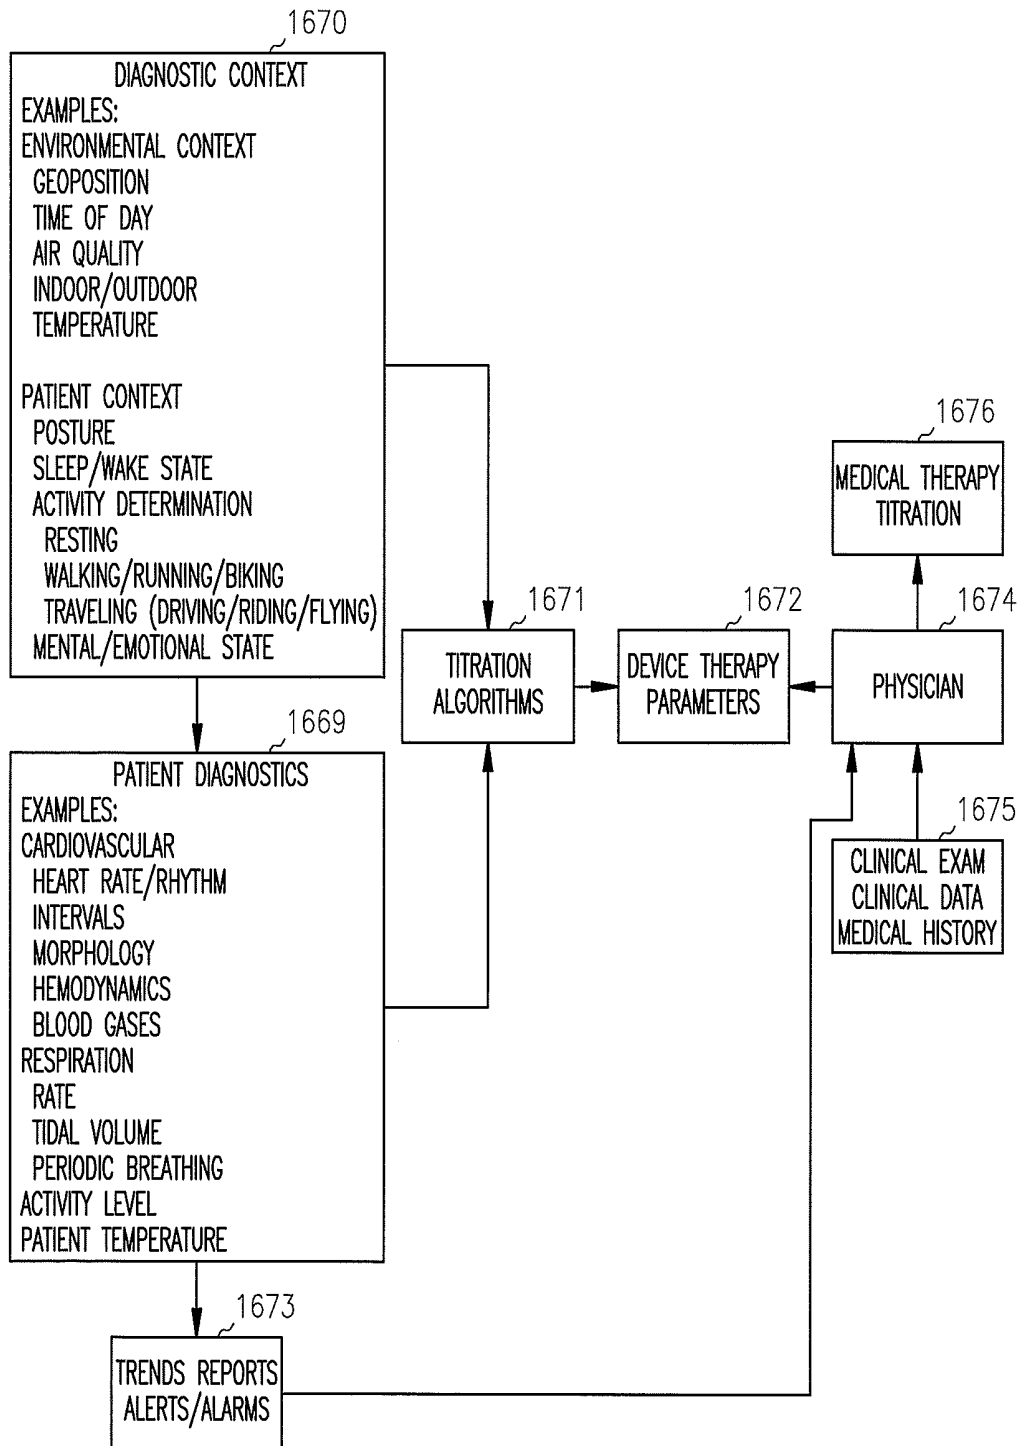 1670
DIAGNOSTIC CONTEXT
EXAMPLES:
ENVIRONMENTAL CONTEXT
GEOPOSITION
TIME OF DAY
AIR QUALITY
INDOOR/OUTDOOR
TEMPERATURE
PATIENT CONTEXT
POSTURE
SLEEP/WAKE STATE
ACTIVITY DETERMINATION
RESTING
WALKING/RUNNING/BIKING
TRAVELING (DRIVING/RIDING/FLYING)
MENTAL/EMOTIONAL STATE
1669
PATIENT DIAGNOSTICS
EXAMPLES:
CARDIOVASCULAR
HEART RATE/RHYTHM
INTERVALS
MORPHOLOGY
HEMODYNAMICS
BLOOD GASES
RESPIRATION
RATE
TIDAL VOLUME
PERIODIC BREATHING
ACTIVITY LEVEL
PATIENT TEMPERATURE
1673
TRENDS REPORTS
ALERTS/ALARMS
1671
TITRATION
ALGORITHMS
1672
DEVICE THERAPY
PARAMETERS
1676
MEDICAL THERAPY
TITRATION
1674
PHYSICIAN
1675
CLINICAL EXAM
CLINICAL DATA
MEDICAL HISTORY